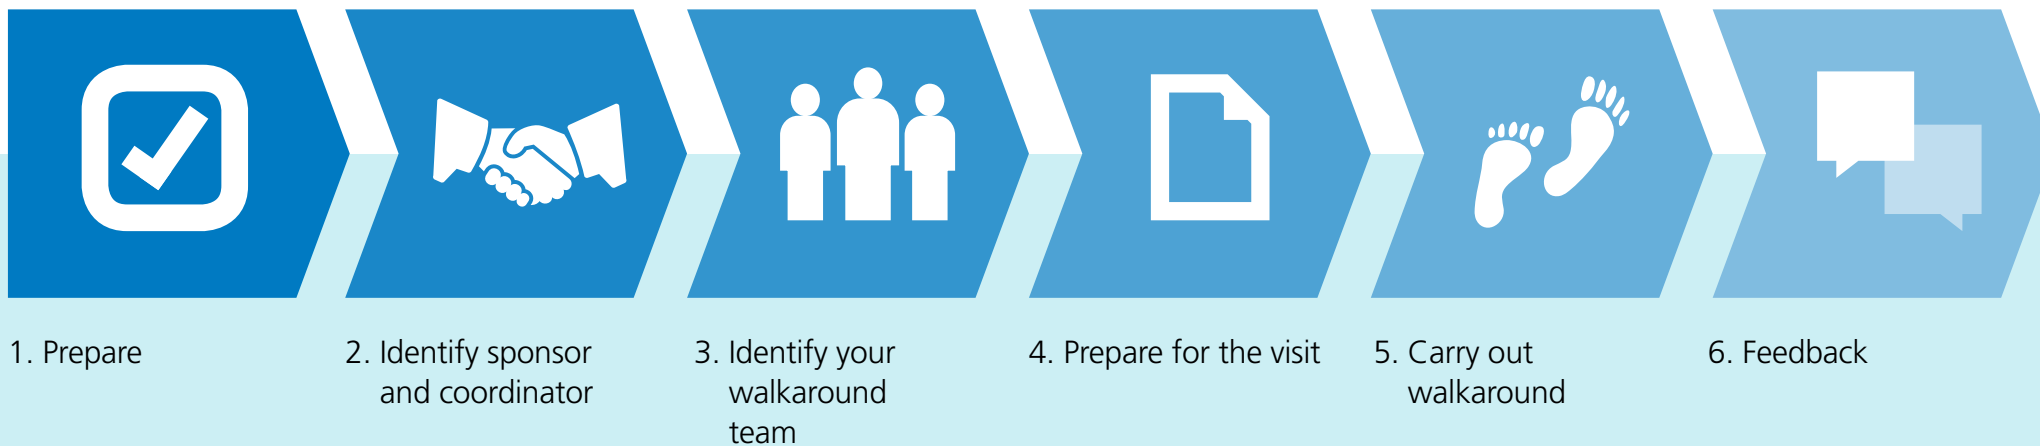 1. Prepare
2. Identify sponsor
and coordinator
3. Identify your
walkaround
team
4. Prepare for the visit
5. Carry out
walkaround
6. Feedback